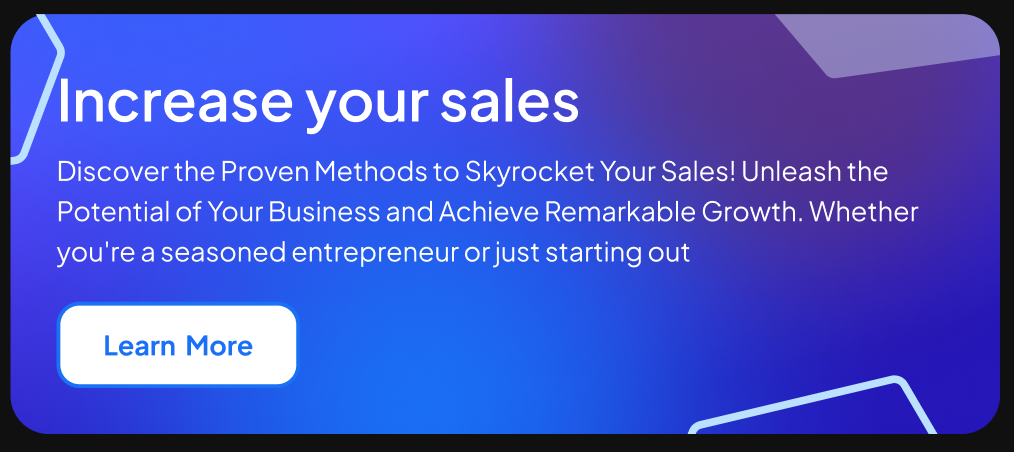 Increase your sales
Discover the Proven Methods to Skyrocket Your Sales! Unleash the
Potential of Your Business and Achieve Remarkable Growth. Whether
you're a seasoned entrepreneur or just starting out
Learn More